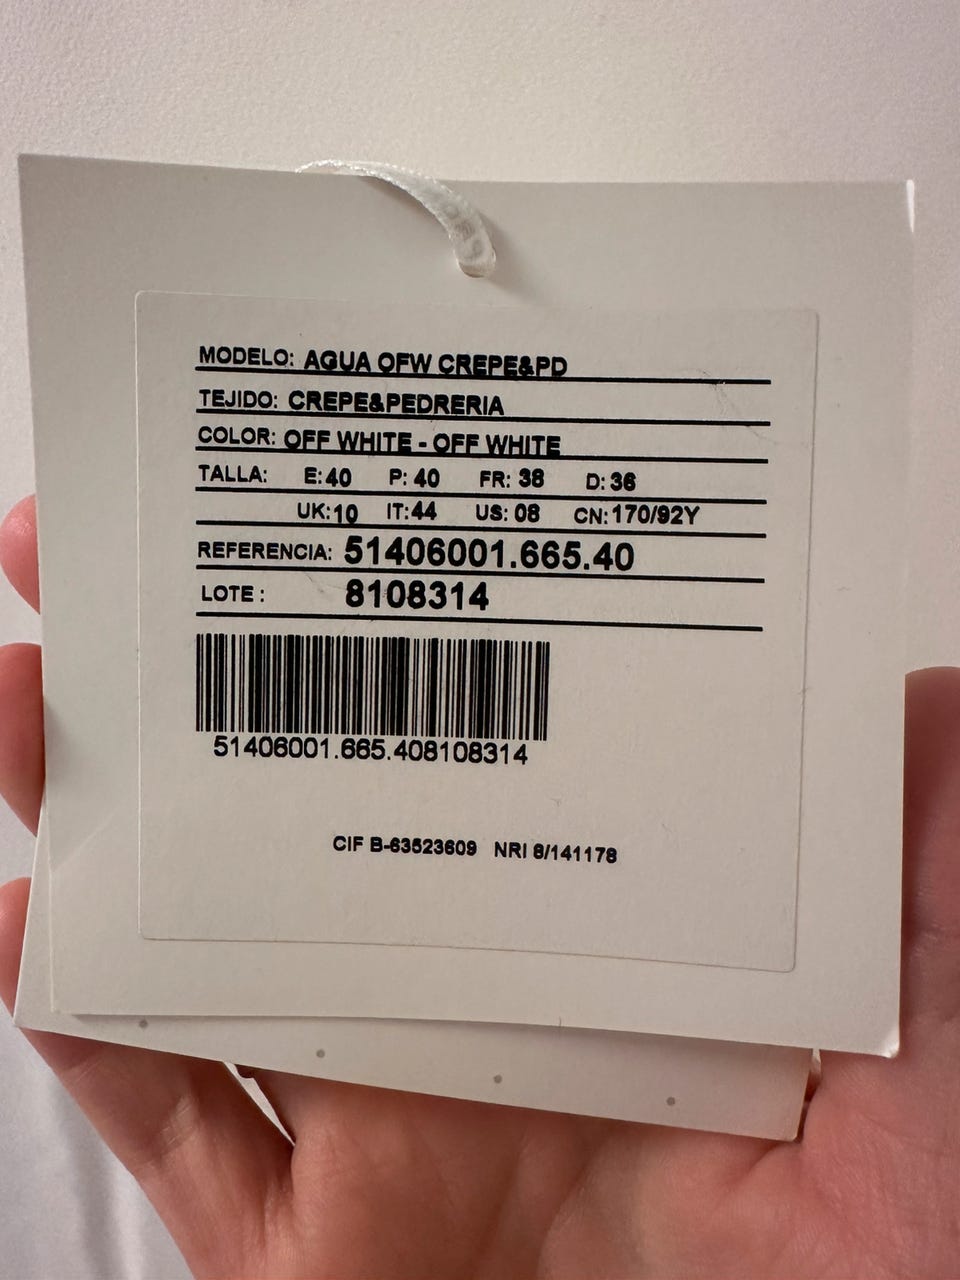 MODELO: AGUA OFW CREPE&PD
TEJIDO: CREPE&PEDRERIA
COLOR: OFF WHITE - OFF WHITE
TALLA: E:40 P: 40 FR: 38 D: 36
UK:10 IT:44 US: 08 CN:170/92Y
REFERENCIA: 51406001.665.40
LOTE : 8108314
51406001.665.408108314
CIF B-63523609 NRI 8/141178